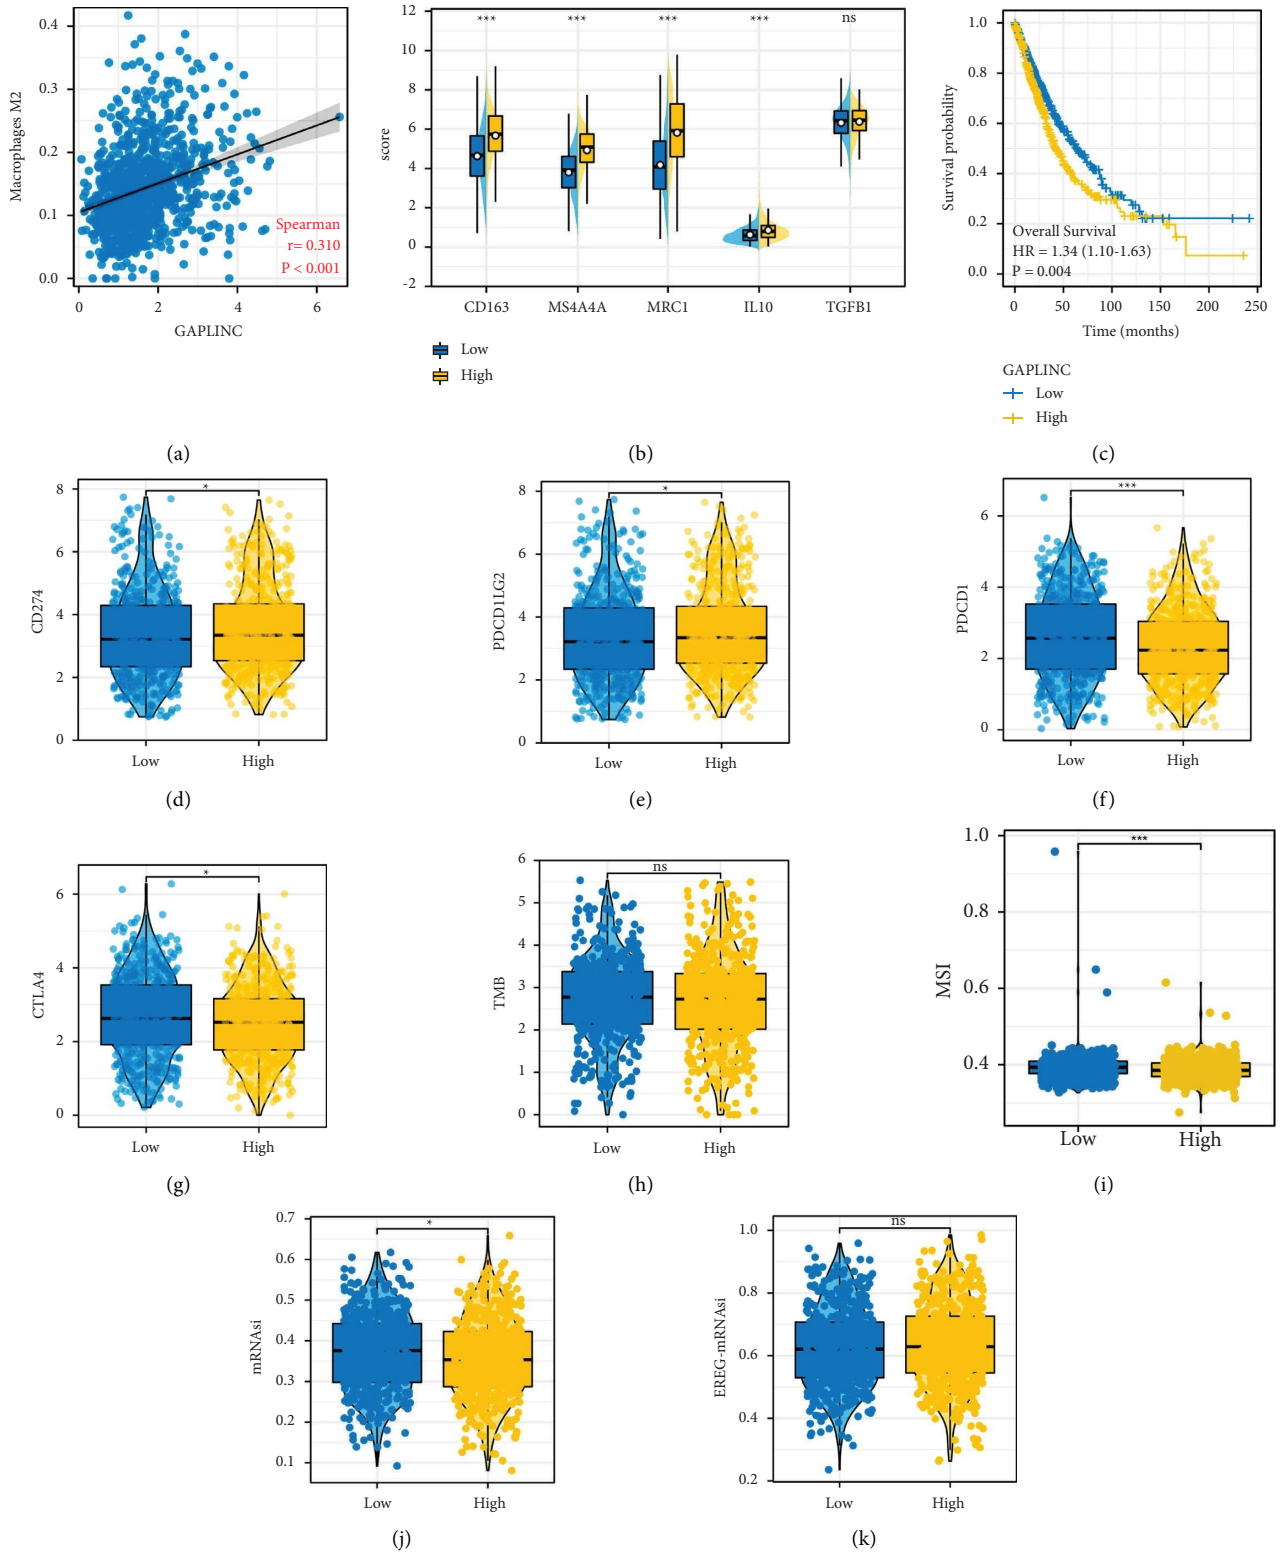 0.4
0.3
0.2
0.1
0.0
Macrophages M2
Spearman
r= 0.310
P < 0.001
0 2 4 6
GAPLINC
(a)
12
10
8
6
4
2
0
-2
score
*** *** *** *** ns
CD163 MS4A4A MRC1 IL10 TGFB1
Low
High
(b)
1.0
0.8
0.6
0.4
0.2
0.0
Survival probability
Overall Survival
HR = 1.34 (1.10-1.63)
P = 0.004
0 50 100 150 200 250
Time (months)
GAPLINC
Low
High
(c)
8
6
4
2
0
CD274
*
Low High
(d)
8
6
4
2
0
PDCD1LG2
*
Low High
(e)
6
4
2
0
PDCD1
***
Low High
(f)
6
4
2
0
CTLA4
*
Low High
(g)
6
5
4
3
2
1
0
TMB
ns
Low High
(h)
1.0
0.8
0.6
0.4
MSI
***
Low High
(i)
0.7
0.6
0.5
0.4
0.3
0.2
0.1
mRNAsi
*
Low High
(j)
1.0
0.8
0.6
0.4
0.2
EREG-mRNAsi
ns
Low High
(k)